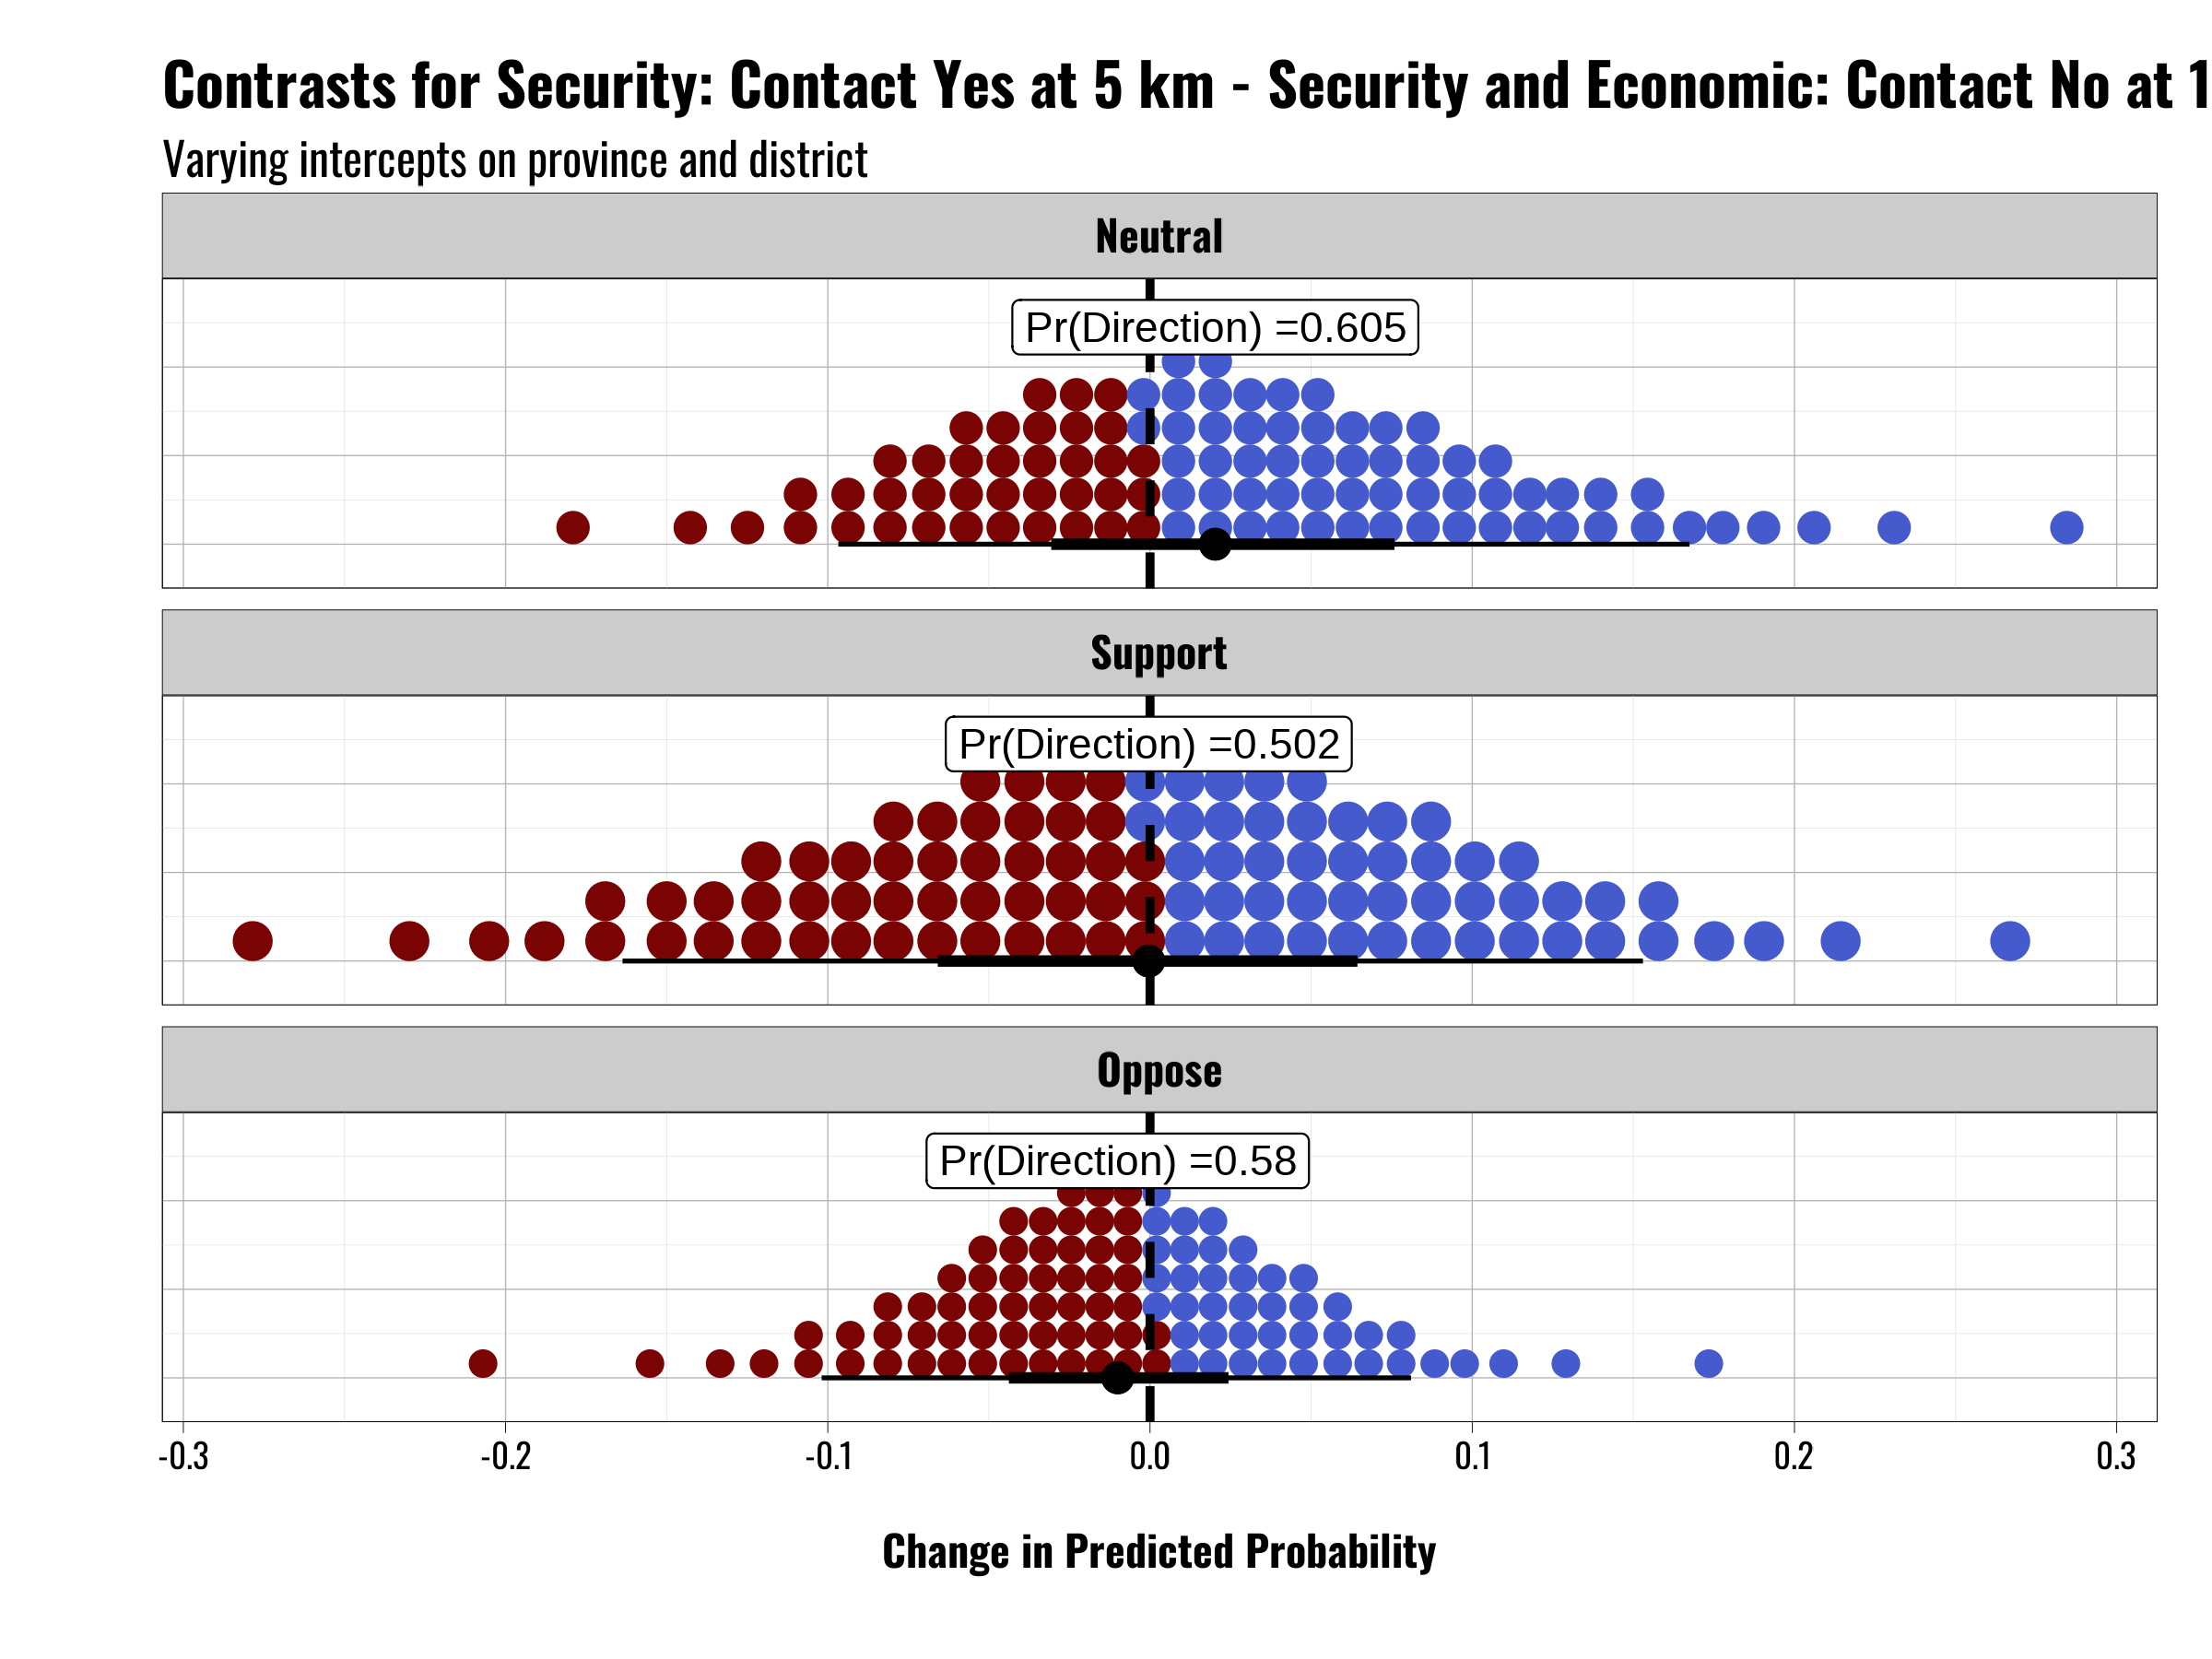 Contrasts for Security: Contact Yes at 5 km - Security and Economic: Contact No at 1
Varying intercepts on province and district
Neutral
Pr(Direction) =0.605
Support
Pr(Direction) =0.502
Oppose
Pr(Direction) =0.58
-0.3 -0.2 -0.1 0.0 0.1 0.2 0.3
Change in Predicted Probability